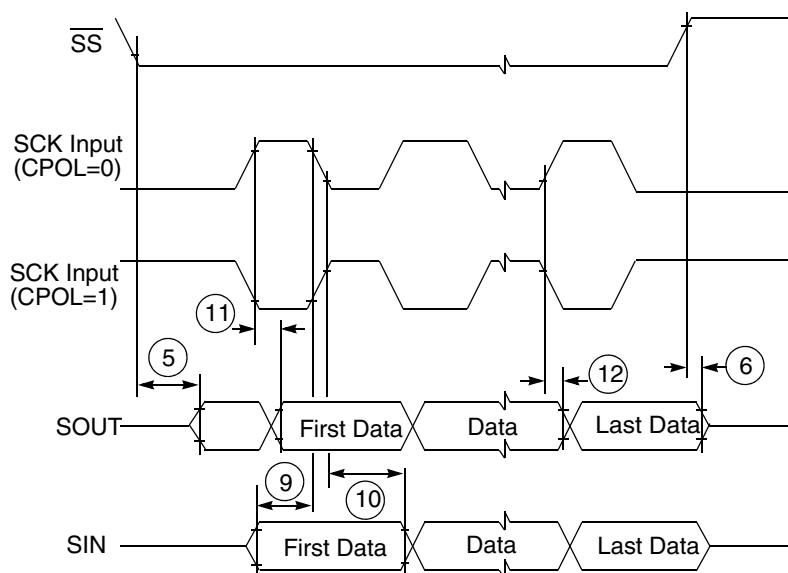 SS
SCK Input
(CPOL=0)
SCK Input
(CPOL=1)
11
5
12
6
SOUT
First Data
Data
Last Data
9
10
SIN
First Data
Data
Last Data